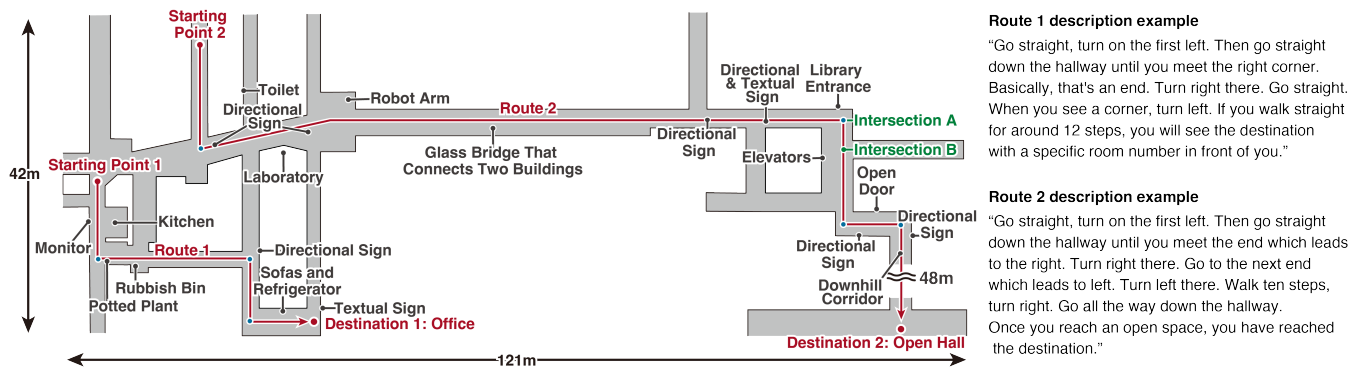 Starting
Point 2
Toilet
Directional
Sign
Robot Arm
Route 2
Directional
& Textual
Sign
Library
Entrance
Intersection A
Directional
Sign
Intersection B
Elevators
Glass Bridge That
Connects Two Buildings
Laboratory
Starting Point 1
42m
Kitchen
Monitor
Route 1
Directional Sign
Sofas and
Refrigerator
Rubbish Bin
Potted Plant
Textual Sign
Destination 1: Office
Open
Door
Directional
Sign
Directional
Sign
Downhill
Corridor
48m
Destination 2: Open Hall
121m
Route 1 description example
“Go straight, turn on the first left. Then go straight
down the hallway until you meet the right corner.
Basically, that's an end. Turn right there. Go straight.
When you see a corner, turn left. If you walk straight
for around 12 steps, you will see the destination
with a specific room number in front of you.”
Route 2 description example
“Go straight, turn on the first left. Then go straight
down the hallway until you meet the end which leads
to the right. Turn right there. Go to the next end
which leads to left. Turn left there. Walk ten steps,
turn right. Go all the way down the hallway.
Once you reach an open space, you have reached
the destination.”